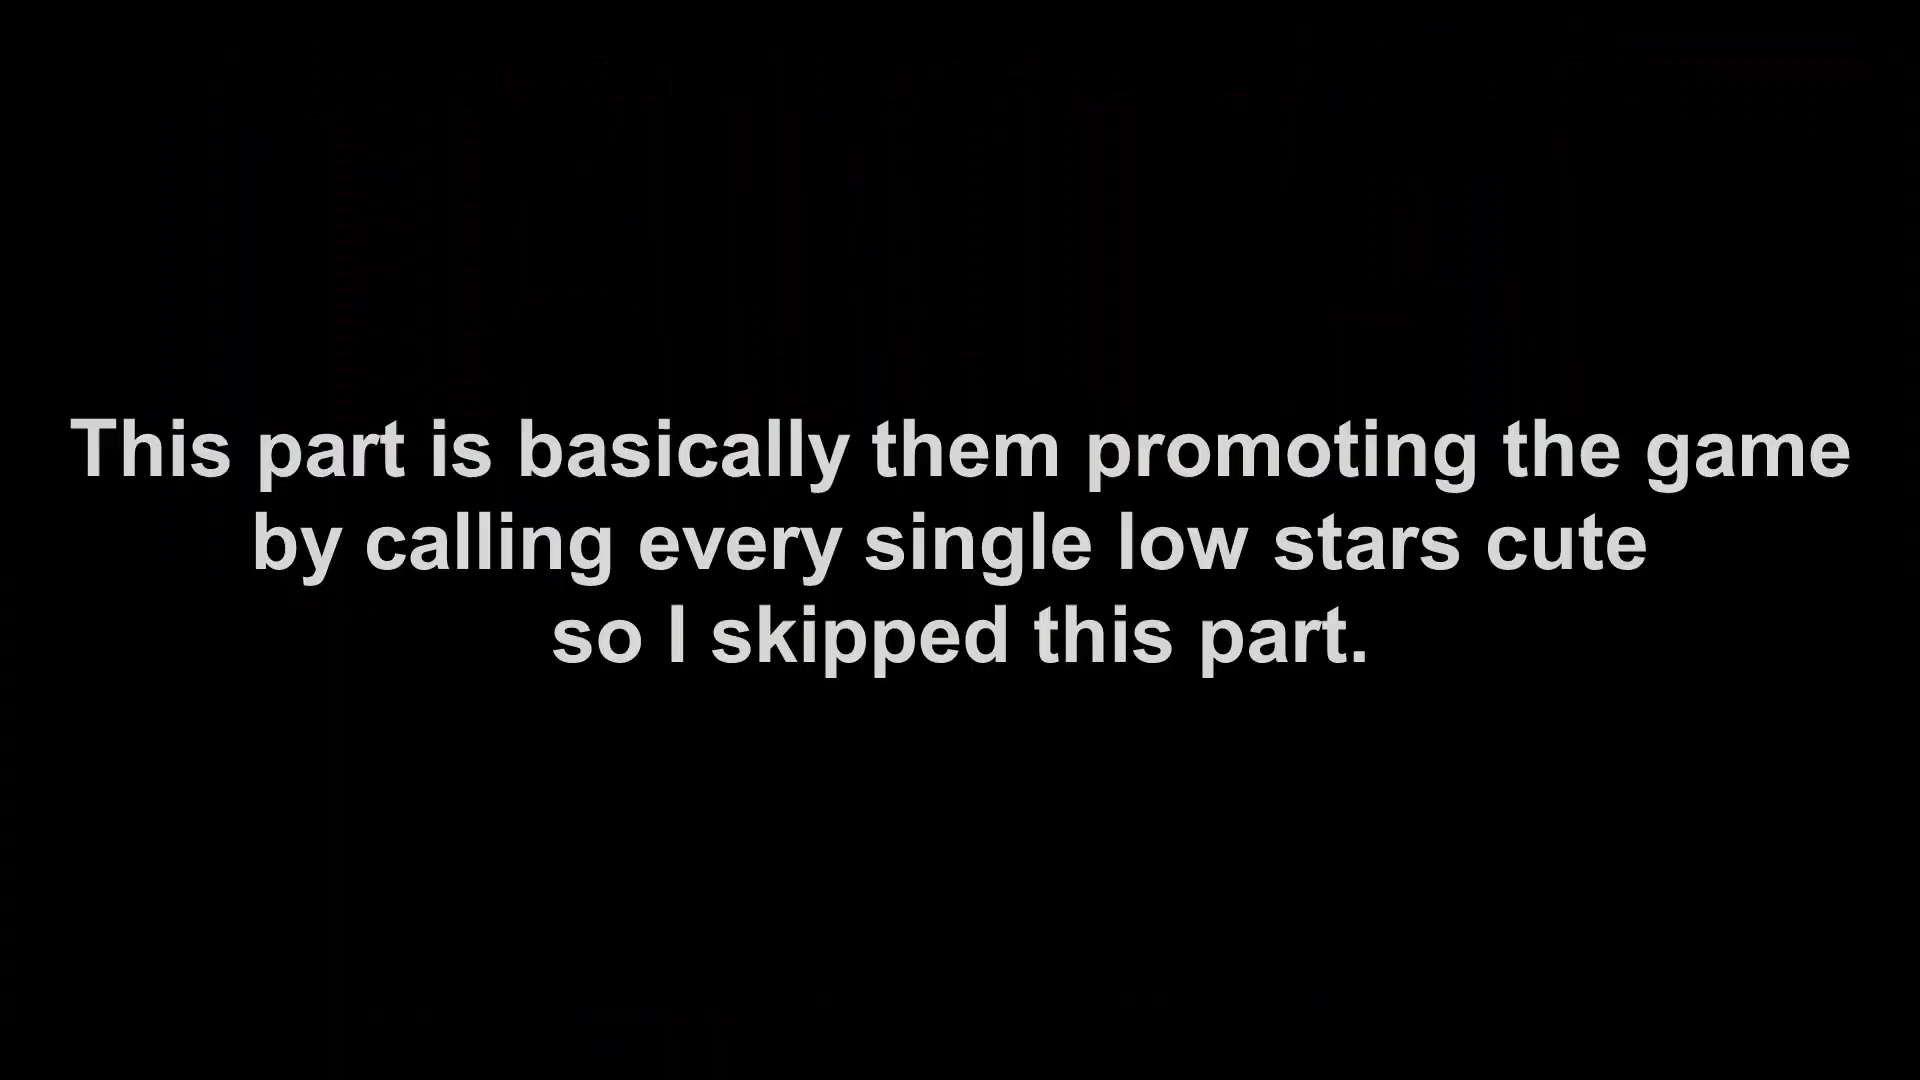 This part is basically them promoting the game
by calling every single low stars cute
so I skipped this part.